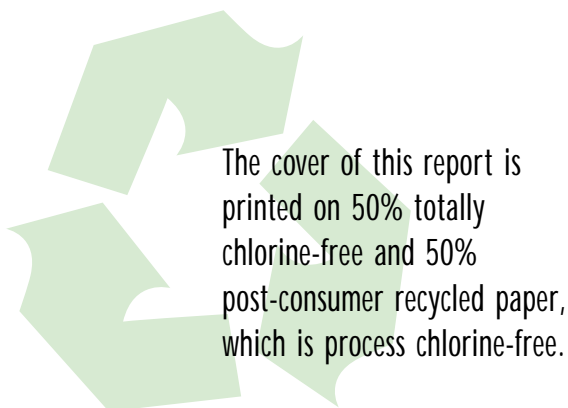 The cover of this report is
printed on 50% totally
chlorine-free and 50%
post-consumer recycled paper,
which is process chlorine-free.